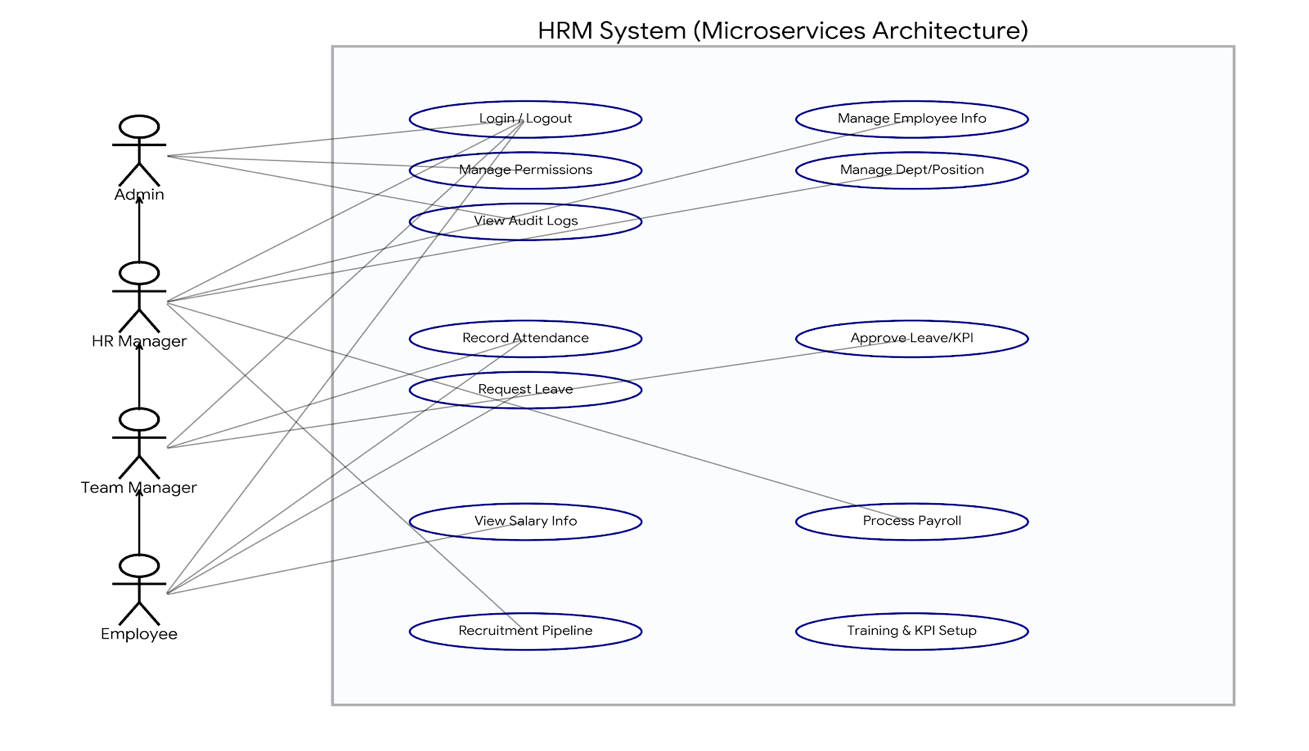 HRM System (Microservices Architecture)
Admin
HR Manager
Team Manager
Employee
Login / Logout
Manage Employee Info
Manage Permissions
Manage Dept/Position
View Audit Logs
Record Attendance
Approve Leave/KPI
Request Leave
View Salary Info
Process Payroll
Recruitment Pipeline
Training & KPI Setup